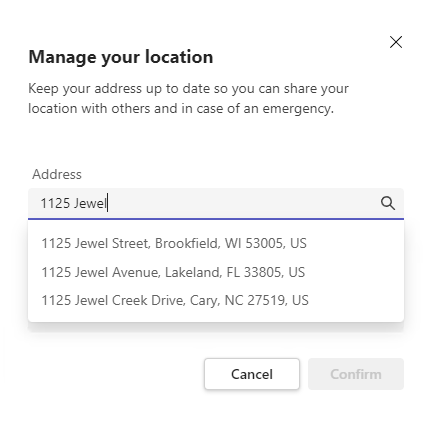 Manage your location
Keep your address up to date so you can share your
location with others and in case of an emergency.
Address
1125 Jewel
1125 Jewel Street, Brookfield, WI 53005, US
1125 Jewel Avenue, Lakeland, FL 33805, US
1125 Jewel Creek Drive, Cary, NC 27519, US
Cancel
Confirm